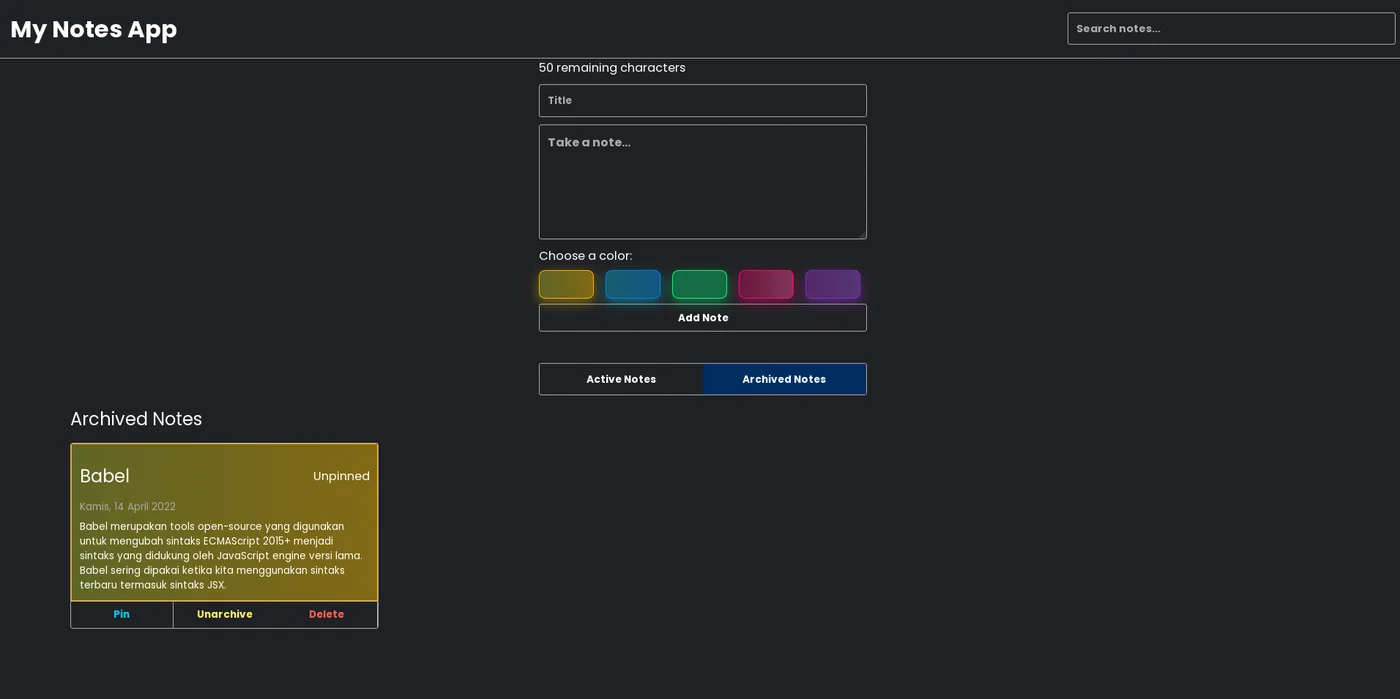 My Notes App
Search notes...
50 remaining characters
Title
Take a note...
Choose a color:
Add Note
Active Notes
Archived Notes
Archived Notes
Babel
Unpinned
Kamis, 14 April 2022
Babel merupakan tools open-source yang digunakan
untuk mengubah sintaks ECMAScript 2015+ menjadi
sintaks yang didukung oleh JavaScript engine versi lama.
Babel sering dipakai ketika kita menggunakan sintaks
terbaru termasuk sintaks JSX.
Pin
Unarchive
Delete